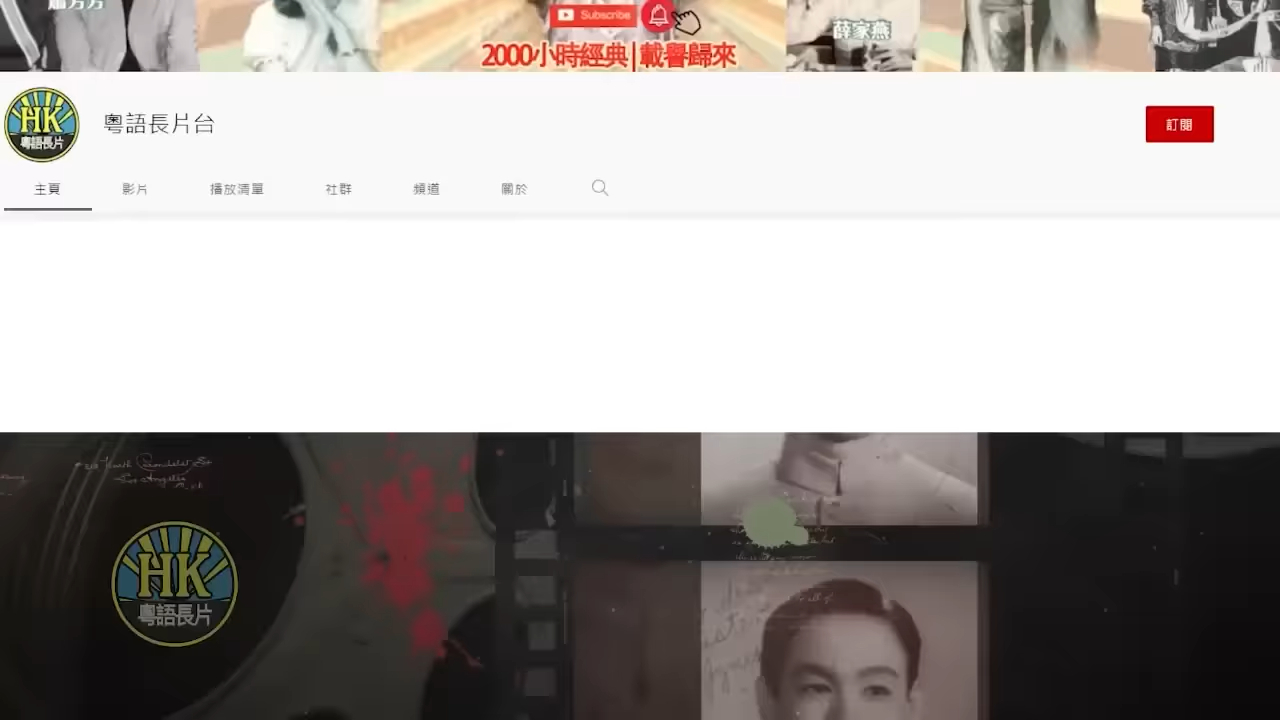 Subscribe
薛家燕
2000小時經典|載譽歸來
HK
粵語長片
粵語長片台
訂閱
主頁
影片
播放清單
社群
頻道
關於
HK
粵語長片